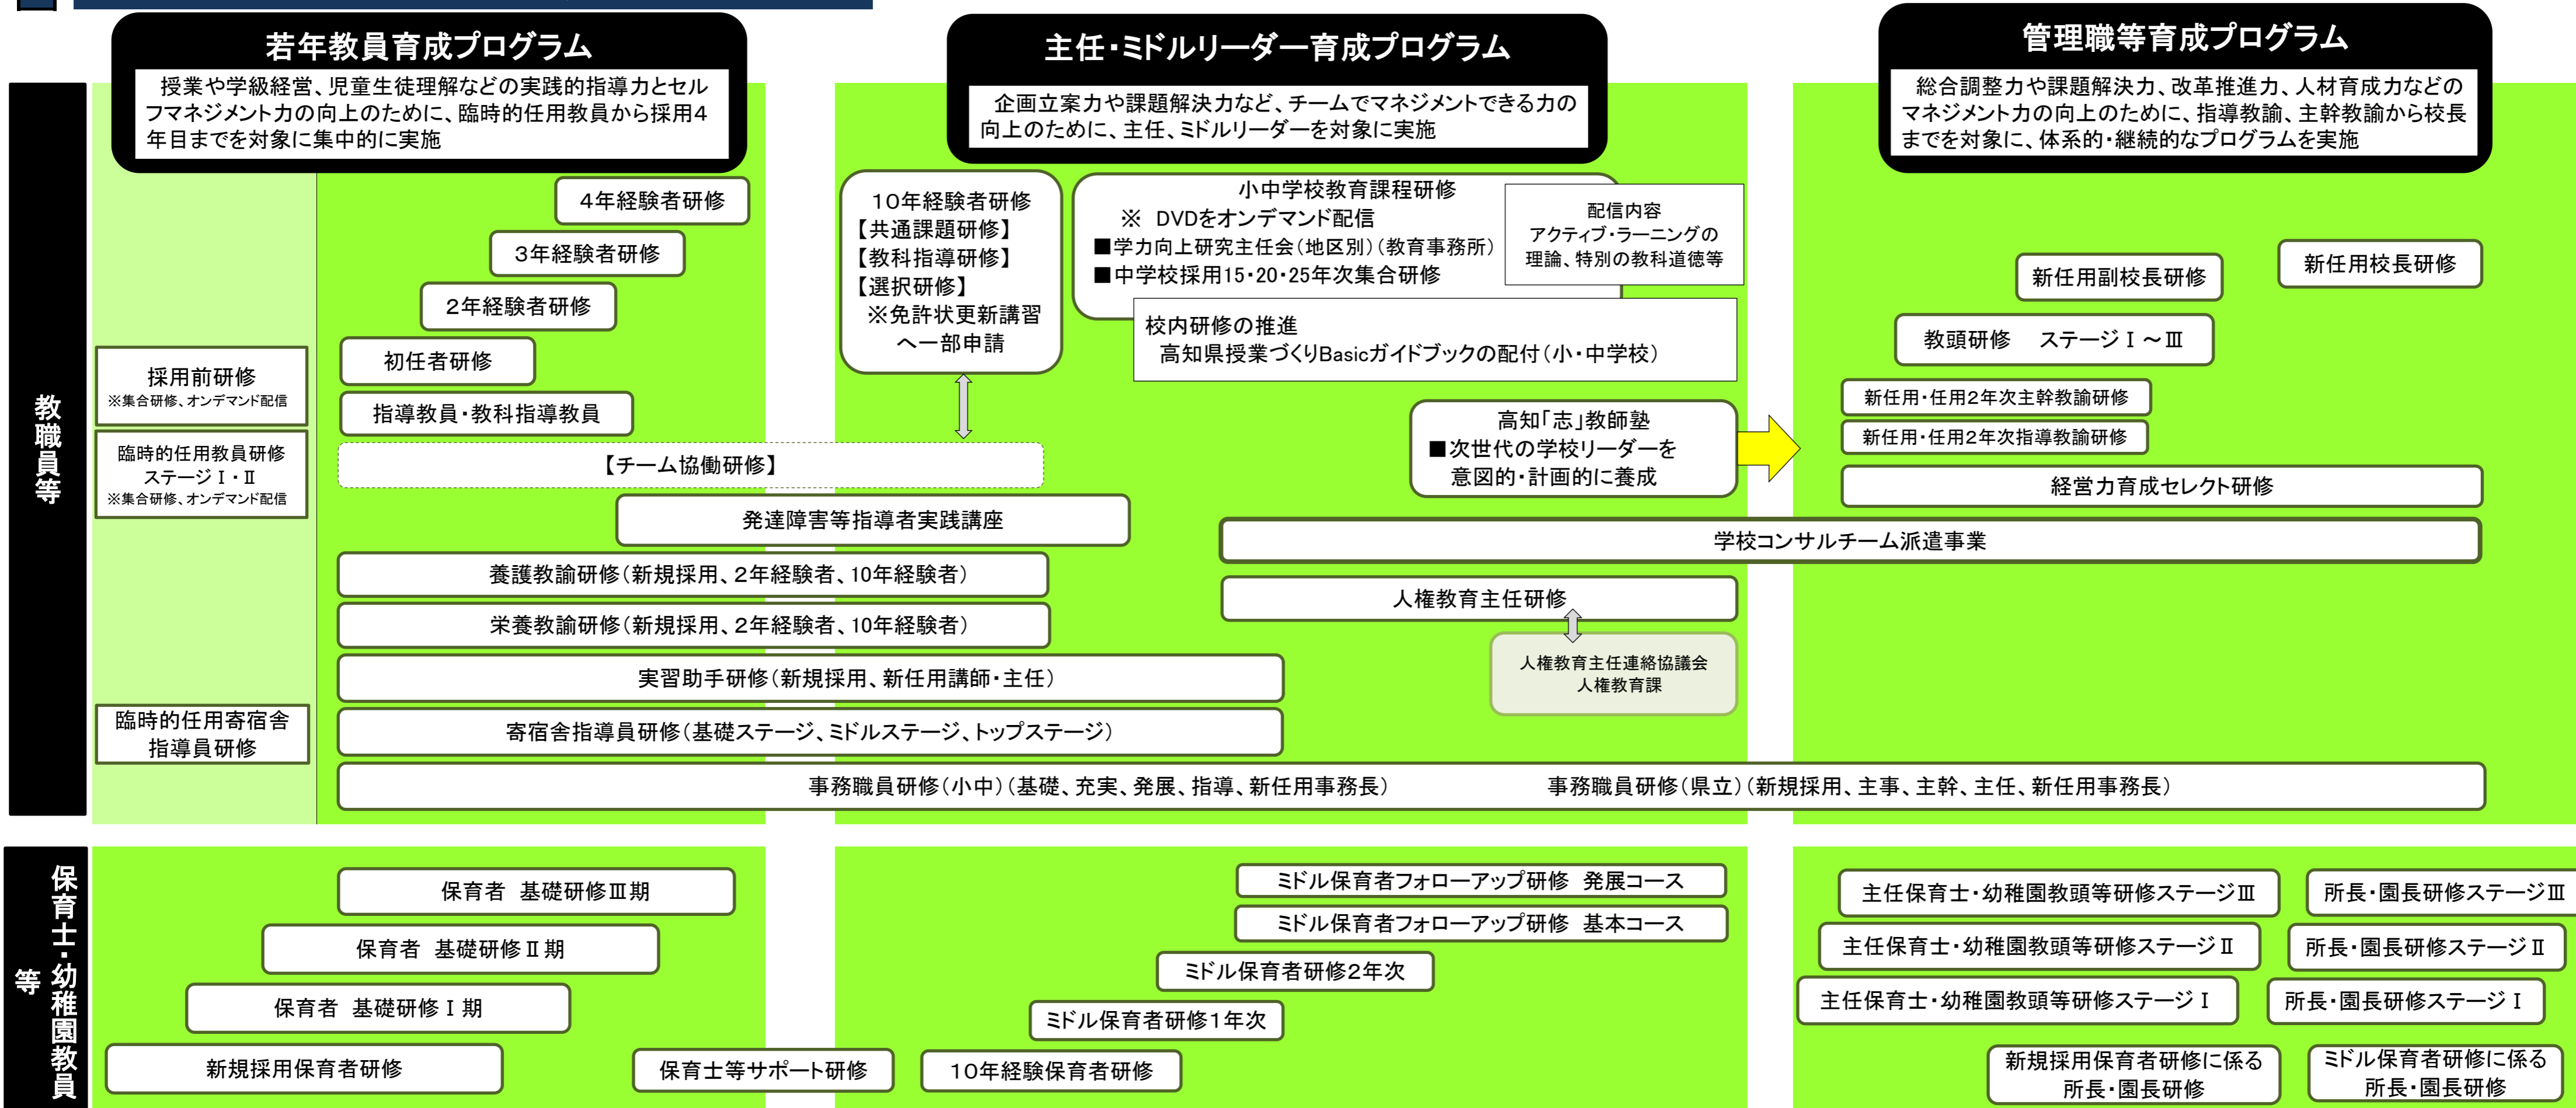 若年教員育成プログラム
授業や学級経営、児童生徒理解などの実践的指導力とセル
フマネジメント力の向上のために、臨時的任用教員から採用4
年目までを対象に集中的に実施
主任・ミドルリーダー育成プログラム
企画立案力や課題解決力など、チームでマネジメントできる力の
向上のために、主任、ミドルリーダーを対象に実施
管理職等育成プログラム
総合調整力や課題解決力、改革推進力、人材育成力などの
マネジメント力の向上のために、指導教諭、主幹教諭から校長
までを対象に、体系的・継続的なプログラムを実施
教職員等
4年経験者研修
3年経験者研修
2年経験者研修
初任者研修
指導教員・教科指導教員
採用前研修
※集合研修、オンデマンド配信
臨時的任用教員研修
ステージⅠ・Ⅱ
※集合研修、オンデマンド配信
【チーム協働研修】
10年経験者研修
【共通課題研修】
【教科指導研修】
【選択研修】
※免許状更新講習
へ一部申請
小中学校教育課程研修
※ DVDをオンデマンド配信
■学力向上研究主任会(地区別)(教育事務所)
■中学校採用15・20・25年次集合研修
配信内容
アクティブ・ラーニングの
理論、特別の教科道徳等
校内研修の推進
高知県授業づくりBasicガイドブックの配付(小・中学校)
高知「志」教師塾
■次世代の学校リーダーを
意図的・計画的に養成
新任用校長研修
新任用副校長研修
教頭研修 ステージⅠ～Ⅲ
新任用・任用2年次主幹教諭研修
新任用・任用2年次指導教諭研修
経営力育成セレクト研修
発達障害等指導者実践講座
学校コンサルチーム派遣事業
養護教諭研修(新規採用、2年経験者、10年経験者)
人権教育主任研修
栄養教諭研修(新規採用、2年経験者、10年経験者)
人権教育主任連絡協議会
人権教育課
実習助手研修(新規採用、新任用講師・主任)
臨時的任用寄宿舎
指導員研修
寄宿舎指導員研修(基礎ステージ、ミドルステージ、トップステージ)
事務職員研修(小中)(基礎、充実、発展、指導、新任用事務長) 事務職員研修(県立)(新規採用、主事、主幹、主任、新任用事務長)
保育士・幼稚園教員
等
保育者 基礎研修Ⅲ期
保育者 基礎研修Ⅱ期
保育者 基礎研修Ⅰ期
新規採用保育者研修
保育士等サポート研修
ミドル保育者フォローアップ研修 発展コース
ミドル保育者フォローアップ研修 基本コース
ミドル保育者研修2年次
ミドル保育者研修1年次
10年経験保育者研修
主任保育士・幼稚園教頭等研修ステージⅢ
主任保育士・幼稚園教頭等研修ステージⅡ
主任保育士・幼稚園教頭等研修ステージⅠ
所長・園長研修ステージⅢ
所長・園長研修ステージⅡ
所長・園長研修ステージⅠ
新規採用保育者研修に係る
所長・園長研修
ミドル保育者研修に係る
所長・園長研修